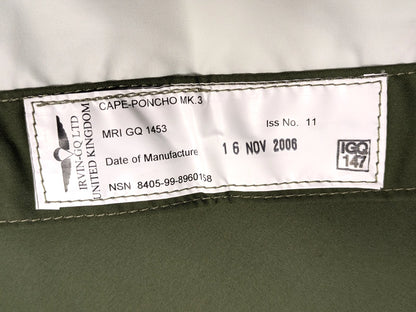 IRVIN-GQ LTD
UNITED KINGDOM
CAPE-PONCHO MK.3
MRI GQ 1453
Iss No. 11
Date of Manufacture
16 NOV 2006
NSN 8405-99-8960158
IGQ
147